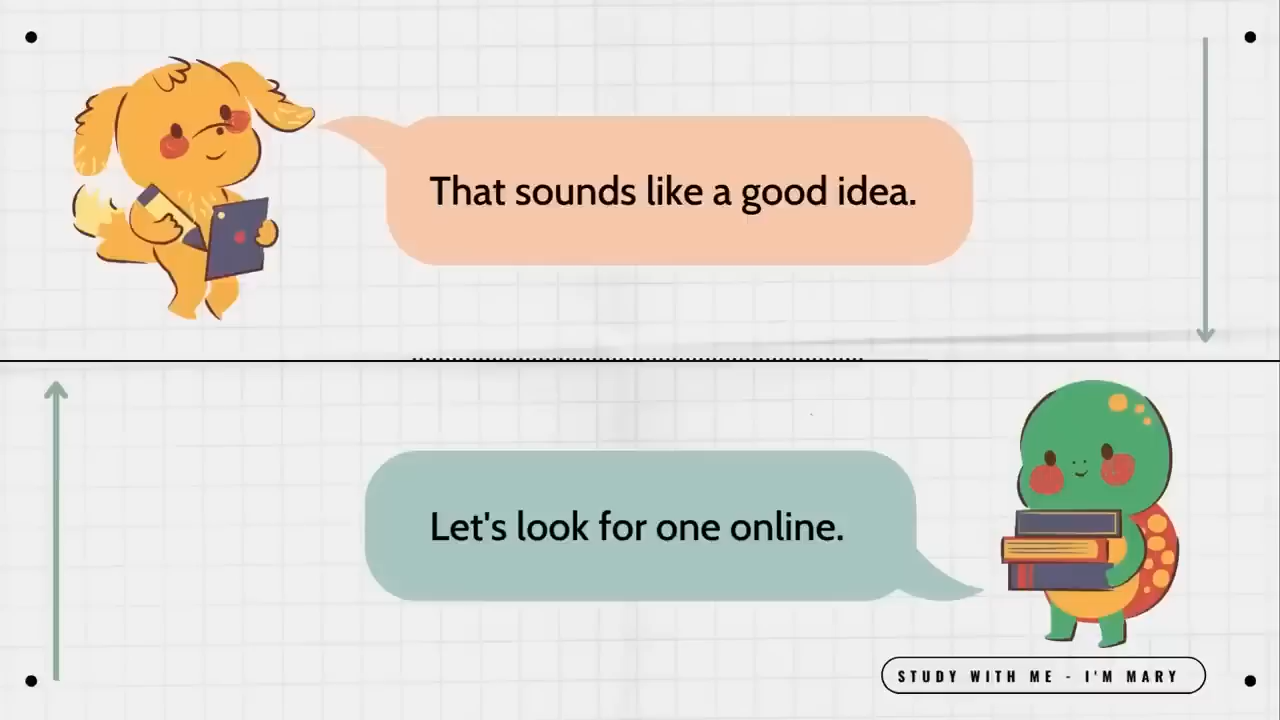 That sounds like a good idea.
Let's look for one online.
STUDY WITH ME - I'M MARY